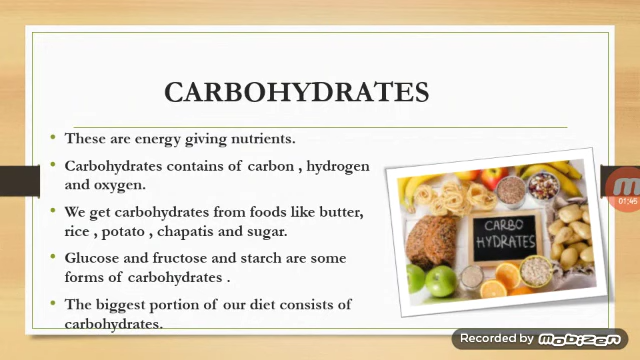 CARBOHYDRATES
• These are energy giving nutrients.
• Carbohydrates contains of carbon , hydrogen
and oxygen.
• We get carbohydrates from foods like butter,
rice , potato , chapatis and sugar.
• Glucose and fructose and starch are some
forms of carbohydrates .
• The biggest portion of our diet consists of
carbohydrates.
CARBO
HYDRATES
01:45
Recorded by mobizen